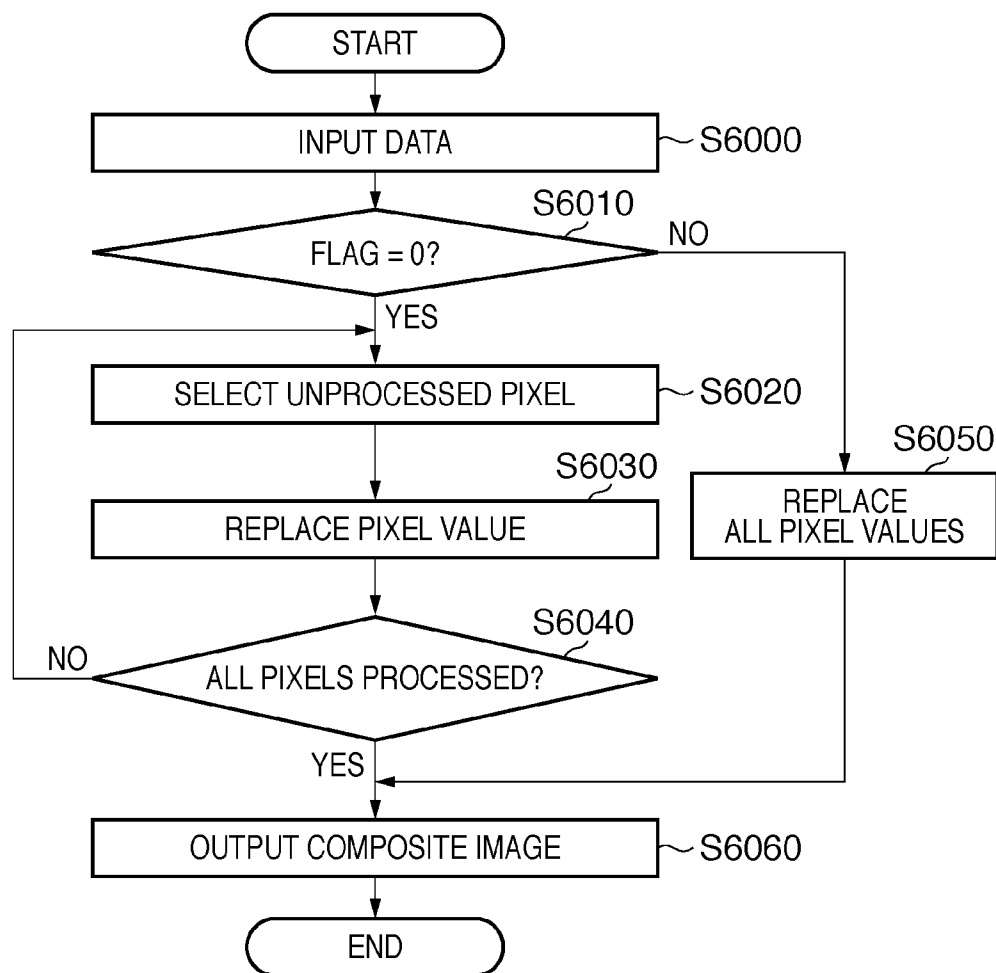 START
INPUT DATA
S6000
S6010
FLAG = 0?
NO
YES
SELECT UNPROCESSED PIXEL
S6020
S6030
REPLACE PIXEL VALUE
S6050
REPLACE
ALL PIXEL VALUES
S6040
ALL PIXELS PROCESSED?
NO
YES
OUTPUT COMPOSITE IMAGE
S6060
END